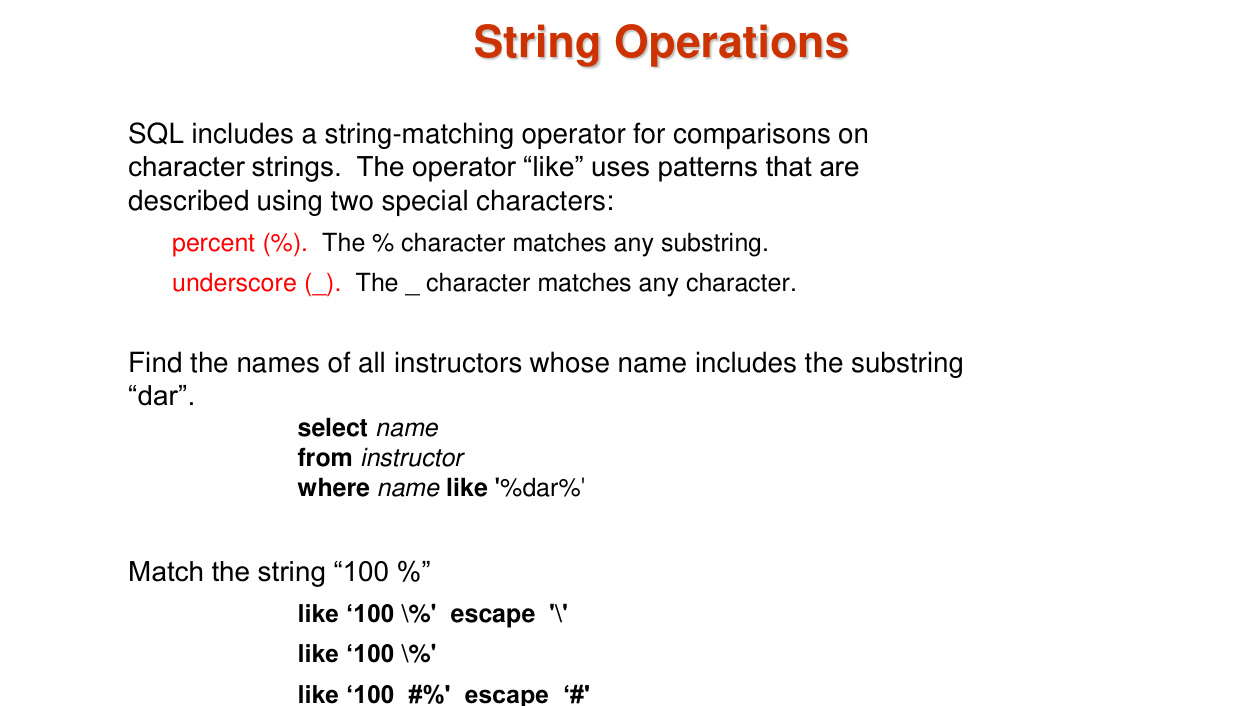 String Operations
SQL includes a string-matching operator for comparisons on
character strings.  The operator “like” uses patterns that are
described using two special characters:
percent (%).  The % character matches any substring.
underscore (_).  The _ character matches any character.
Find the names of all instructors whose name includes the substring
“dar”.
select name
from instructor
where name like '%dar%'
Match the string “100 %”
like ‘100 \%'  escape  '\'
like ‘100 \%'
like ‘100  #%'  escape  ‘#'